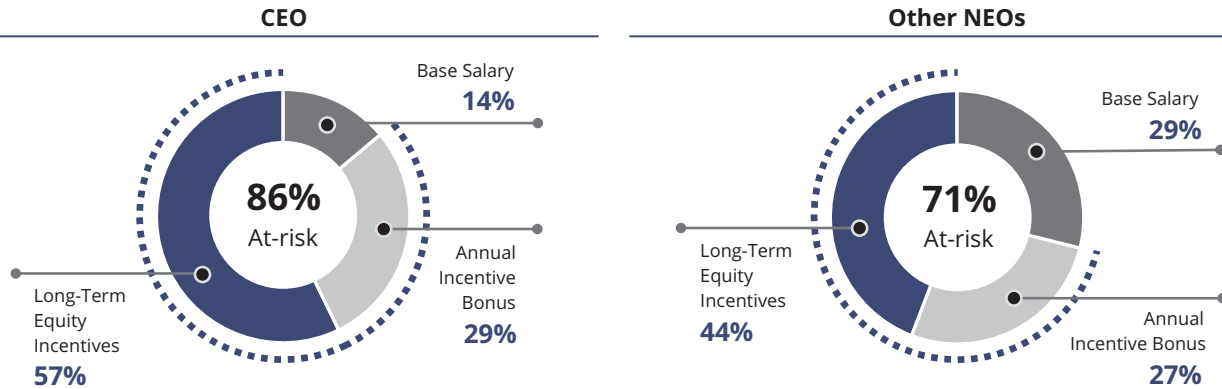 CEO
Base Salary
14%
86%
At-risk
Annual
Incentive
Bonus
29%
Long-Term
Equity
Incentives
57%
Other NEOs
Base Salary
29%
71%
At-risk
Long-Term
Equity
Incentives
44%
Annual
Incentive Bonus
27%